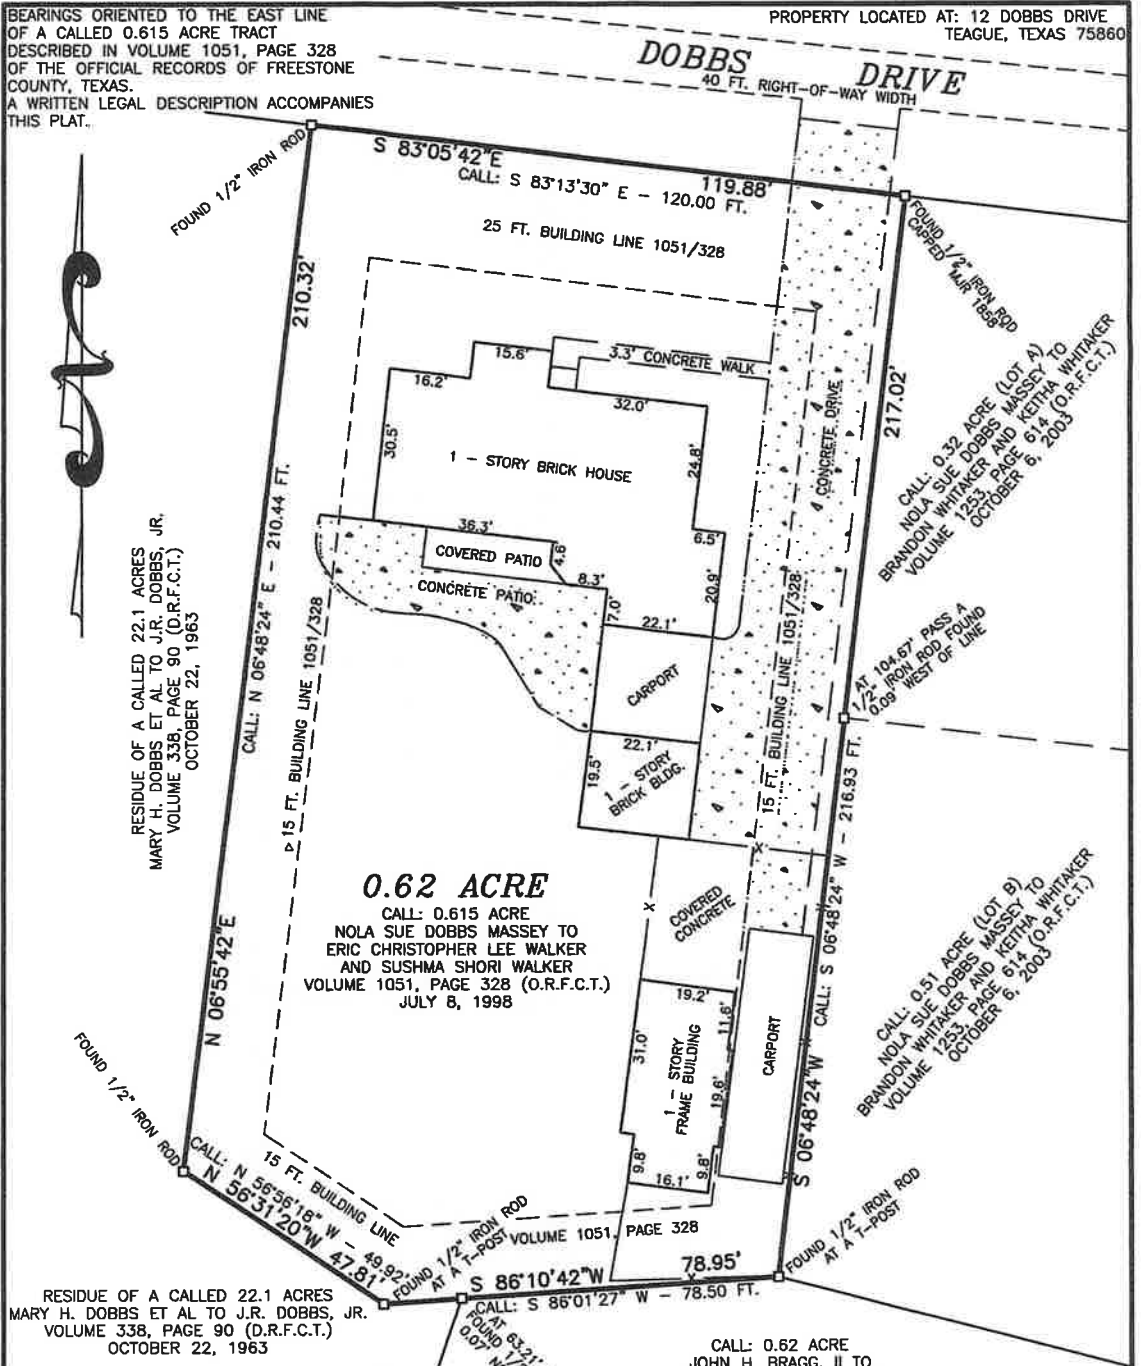 BEARINGS ORIENTED TO THE EAST LINE
OF A CALLED 0.615 ACRE TRACT
DESCRIBED IN VOLUME 1051, PAGE 328
OF THE OFFICIAL RECORDS OF FREESTONE
COUNTY, TEXAS.
A WRITTEN LEGAL DESCRIPTION ACCOMPANIES
THIS PLAT.
PROPERTY LOCATED AT: 12 DOBBS DRIVE
TEAGUE, TEXAS 75860
DOBBS DRIVE
40 FT. RIGHT-OF-WAY WIDTH
FOUND 1/2" IRON ROD
S 83°05'42"E 119.88'
CALL: S 83°13'30" E - 120.00 FT.
25 FT. BUILDING LINE 1051/328
FOUND 1/2" IRON ROD
CAPPED "MJR 1858"
210.32'
217.02'
15.6'
3.3' CONCRETE WALK
16.2'
32.0'
30.5'
1 - STORY BRICK HOUSE
24.8'
CONCRETE DRIVE
CALL: 0.32 ACRE (LOT A)
NOLA SUE DOBBS MASSEY TO
BRANDON WHITAKER AND KEITHA WHITAKER
VOLUME 1253, PAGE 614 (O.R.F.C.T.)
OCTOBER 6, 2003
36.3'
6.5'
COVERED PATIO
4.6'
CONCRETE PATIO
8.3'
7.0'
20.9'
22.1'
CARPORT
22.1'
19.5'
1 - STORY
BRICK BLDG.
15 FT. BUILDING LINE 1051/328
AT 104.67' PASS A
1/2" IRON ROD FOUND
0.09' WEST OF LINE
RESIDUE OF A CALLED 22.1 ACRES
MARY H. DOBBS ET AL TO J.R. DOBBS, JR.
VOLUME 338, PAGE 90 (D.R.F.C.T.)
OCTOBER 22, 1963
CALL: N 06°48'24" E - 210.44 FT.
15 FT. BUILDING LINE 1051/328
N 06°55'42"E
0.62 ACRE
CALL: 0.615 ACRE
NOLA SUE DOBBS MASSEY TO
ERIC CHRISTOPHER LEE WALKER
AND SUSHMA SHORI WALKER
VOLUME 1051, PAGE 328 (O.R.F.C.T.)
JULY 8, 1998
X
X
COVERED
CONCRETE
CALL: S 06°48'24" W - 216.93 FT.
S 06°48'24"W
CALL: 0.51 ACRE (LOT B)
NOLA SUE DOBBS MASSEY TO
BRANDON WHITAKER AND KEITHA WHITAKER
VOLUME 1253, PAGE 614 (O.R.F.C.T.)
OCTOBER 6, 2003
19.2'
11.6'
31.0'
1 - STORY
FRAME BUILDING
19.6'
CARPORT
9.8'
16.1'
9.8'
FOUND 1/2" IRON ROD
CALL: N 56°56'18" W - 49.92'
N 56°31'20"W 47.81'
15 FT. BUILDING LINE
VOLUME 1051, PAGE 328
FOUND 1/2" IRON ROD
AT A T-POST
S 86°10'42"W 78.95'
X
CALL: S 86°01'27" W - 78.50 FT.
FOUND 1/2" IRON ROD
AT A T-POST
RESIDUE OF A CALLED 22.1 ACRES
MARY H. DOBBS ET AL TO J.R. DOBBS, JR.
VOLUME 338, PAGE 90 (D.R.F.C.T.)
OCTOBER 22, 1963
AT 63.21'
FOUND 1/2"
0.07'
CALL: 0.62 ACRE
JOHN H. BRAGG, II TO